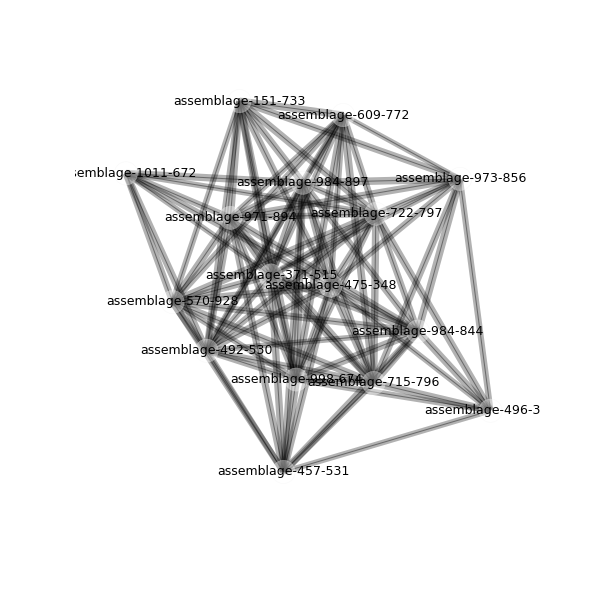 assemblage-151-733
assemblage-609-772
semblage-1011-672
assemblage-984-897
assemblage-973-856
assemblage-971-894
assemblage-722-797
assemblage-371-515
assemblage-475-348
assemblage-570-928
assemblage-984-844
assemblage-492-530
assemblage-998-674
assemblage-715-796
assemblage-496-3
assemblage-457-531